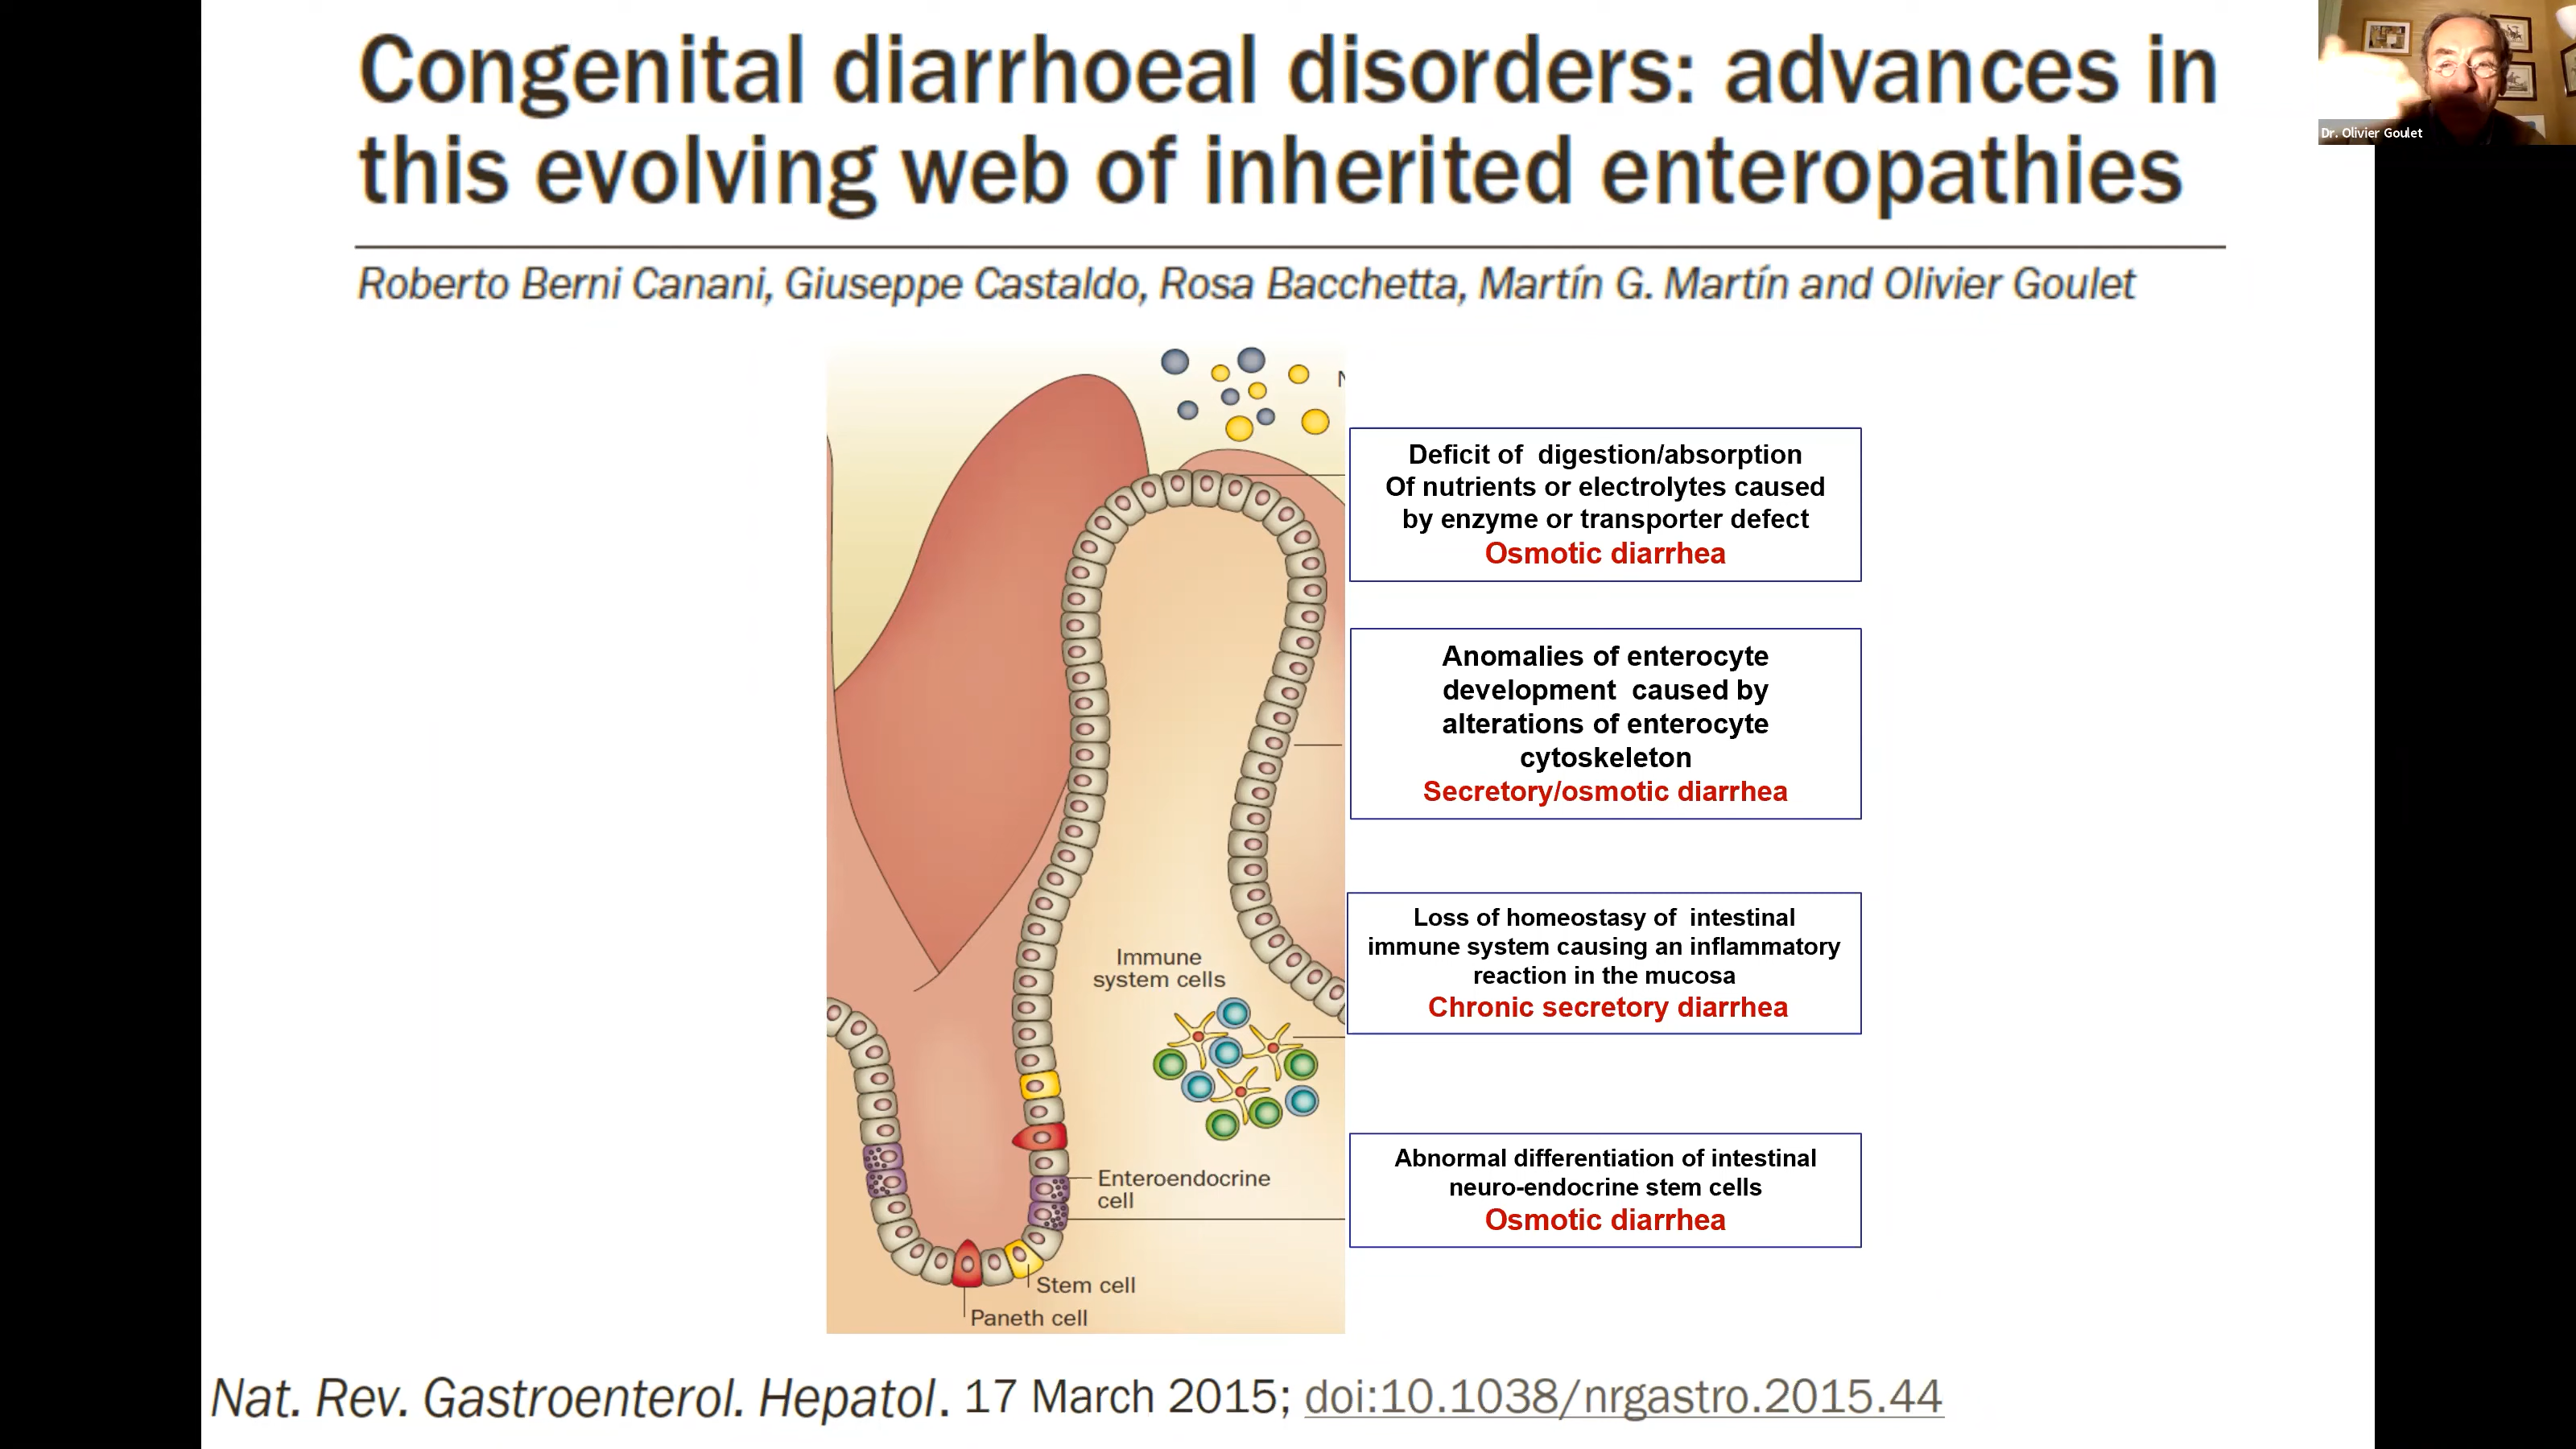 Congenital diarrhoeal disorders: advances in
this evolving web of inherited enteropathies
Roberto Berni Canani, Giuseppe Castaldo, Rosa Bacchetta, Martín G. Martín and Olivier Goulet
Dr. Olivier Goulet
Deficit of digestion/absorption
Of nutrients or electrolytes caused
by enzyme or transporter defect
Osmotic diarrhea
Anomalies of enterocyte
development caused by
alterations of enterocyte
cytoskeleton
Secretory/osmotic diarrhea
Immune
system cells
Loss of homeostasy of intestinal
immune system causing an inflammatory
reaction in the mucosa
Chronic secretory diarrhea
Enteroendocrine
cell
Abnormal differentiation of intestinal
neuro-endocrine stem cells
Osmotic diarrhea
Stem cell
Paneth cell
Nat. Rev. Gastroenterol. Hepatol. 17 March 2015; doi:10.1038/nrgastro.2015.44